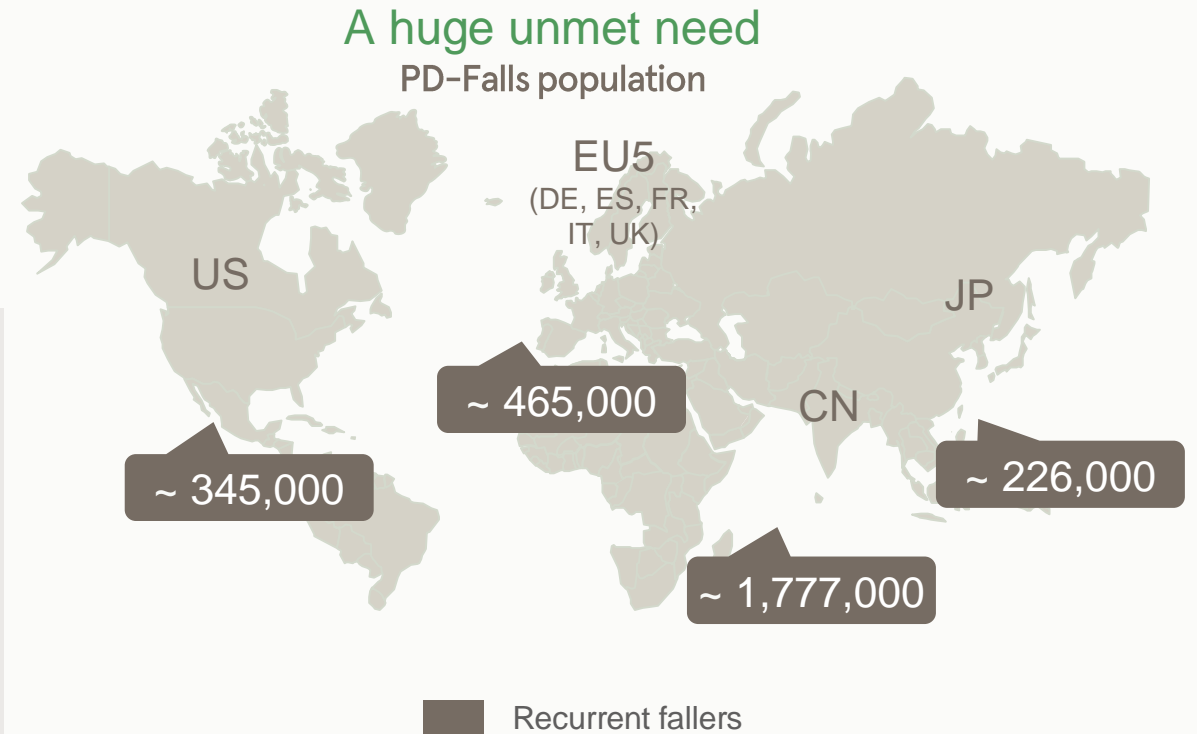 A huge unmet need
PD-Falls population
EU5
(DE, ES, FR,
IT, UK)
US
JP
~ 465,000
CN
~ 345,000
~ 226,000
~ 1,777,000
Recurrent fallers